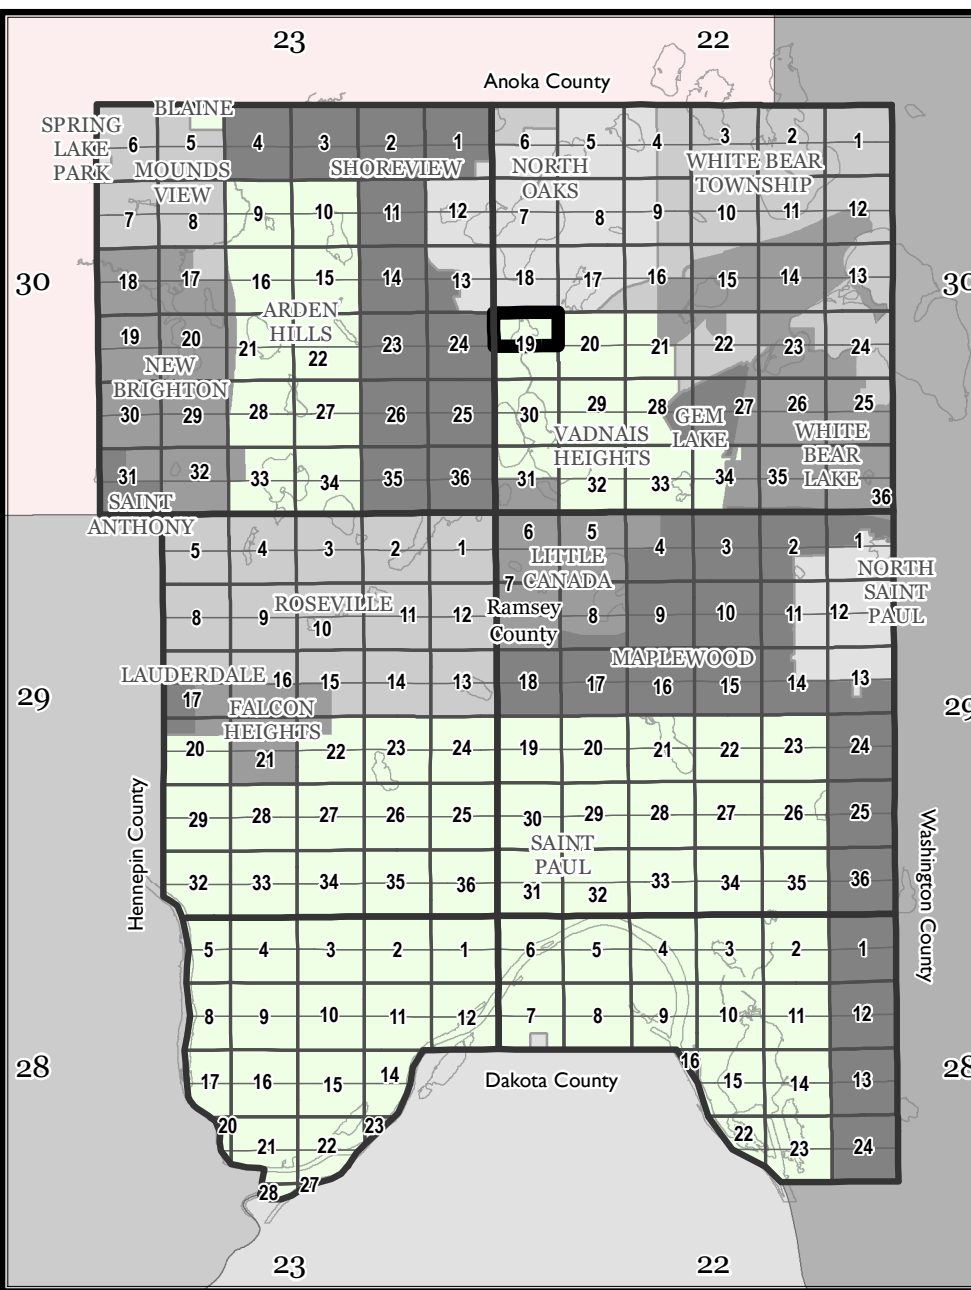 23 22
Anoka County
BLAINE
SPRING
LAKE
PARK
6 5 4 3 2 1 6 5 4 3 2 1
MOUNDS
VIEW
SHOREVIEW
NORTH
OAKS
WHITE BEAR
TOWNSHIP
7 8 9 10 11 12 7 8 9 10 11 12
30 18 17 16 15 14 13 18 17 16 15 14 13 30
ARDEN
HILLS
19 20 21 22 23 24 19 20 21 22 23 24
NEW
BRIGHTON
30 29 28 27 26 25 30 29 28 27 26 25
GEM
LAKE
VADNAIS
HEIGHTS
WHITE
BEAR
LAKE
31 32 33 34 35 36 31 32 33 34 35 36
SAINT
ANTHONY
5 4 3 2 1 6 5 4 3 2 1
LITTLE
CANADA
NORTH
SAINT
PAUL
8 9 10 11 12 7 8 9 10 11 12
ROSEVILLE
Ramsey
County
MAPLEWOOD
LAUDERDALE
29 17 16 15 14 13 18 17 16 15 14 13 29
FALCON
HEIGHTS
20 21 22 23 24 19 20 21 22 23 24
Hennepin County
29 28 27 26 25 30 29 28 27 26 25
Washington County
SAINT
PAUL
32 33 34 35 36 31 32 33 34 35 36
5 4 3 2 1 6 5 4 3 2 1
8 9 10 11 12 7 8 9 10 11 12
28 17 16 15 14 16 15 14 13 28
Dakota County
20 21 22 23 22 23 24
28 27
23 22